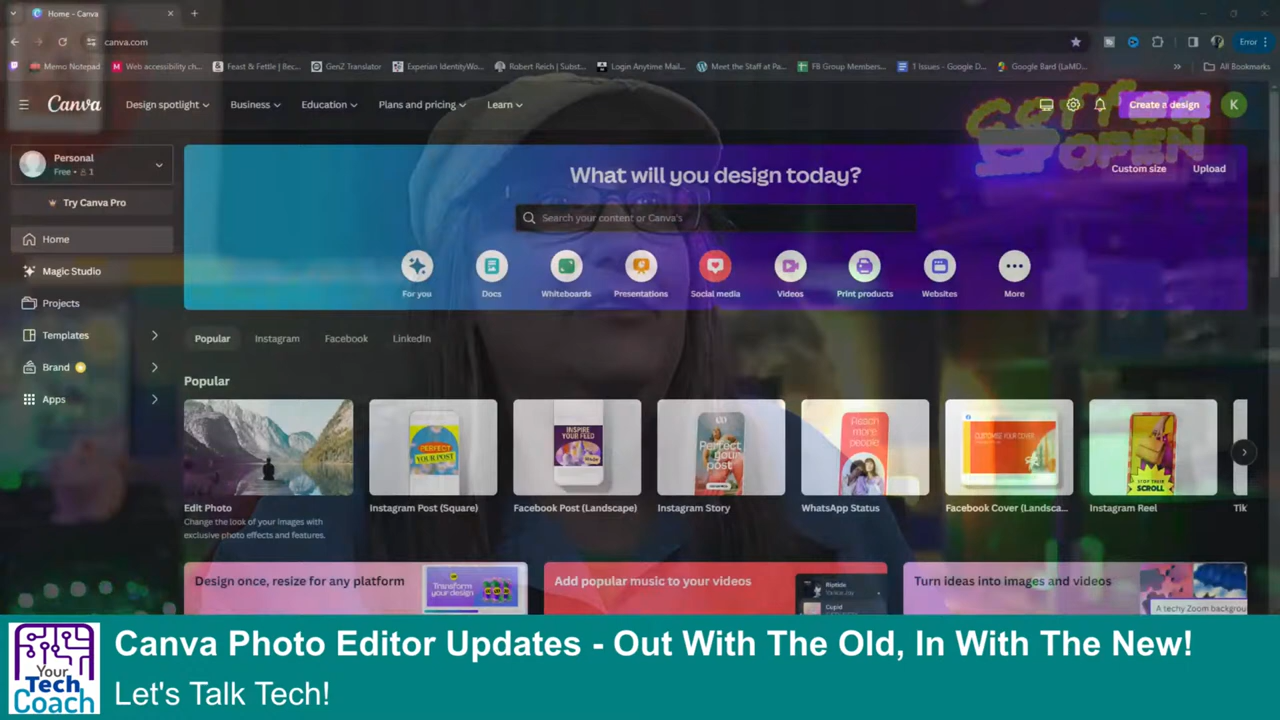 Home - Canva
canva.com
Error
Memo Notepad
Web accessibility ch...
Feast & Fettle | Bec...
GenZ Translator
Experian IdentityWo...
Robert Reich | Subst...
Login Anytime Mail...
Meet the Staff at Pa...
FB Group Members...
1 Issues - Google D...
Google Bard (LaMD...
All Bookmarks
Canva
Design spotlight
Business
Education
Plans and pricing
Learn
Create a design
K
COFFEE
OPEN
Personal
Free • 1
Try Canva Pro
Home
Magic Studio
Projects
Templates
Brand
Apps
What will you design today?
Custom size
Upload
Search your content or Canva's
For you
Docs
Whiteboards
Presentations
Social media
Videos
Print products
Websites
More
Popular
Instagram
Facebook
LinkedIn
Popular
PERFECT
YOUR POST
INSPIRE
YOUR FEED
Perfect
your
post
Reach
more
people
CUSTOMISE YOUR COVER
STOP THEIR
SCROLL
Edit Photo
Change the look of your images with
exclusive photo effects and features.
Instagram Post (Square)
Facebook Post (Landscape)
Instagram Story
WhatsApp Status
Facebook Cover (Landsca...
Instagram Reel
Tik
Design once, resize for any platform
Transform
your design
Add popular music to your videos
Riptide
Vance Joy
Cupid
Turn ideas into images and videos
A techy Zoom backgrou
Your
Tech
Coach
Canva Photo Editor Updates - Out With The Old, In With The New!
Let's Talk Tech!